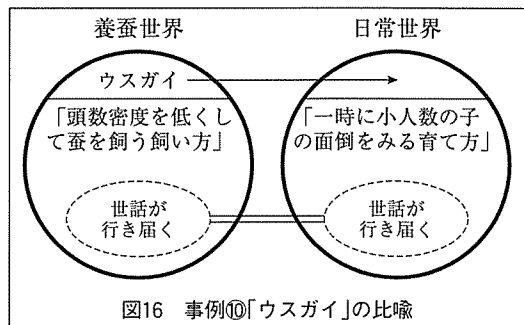 養蚕世界
日常世界
ウスガイ
「頭数密度を低くし
て蚕を飼う飼い方」
「一時に小人数の子
の面倒をみる育て方」
世話が
行き届く
世話が
行き届く
図16 事例⑩「ウスガイ」の比喩